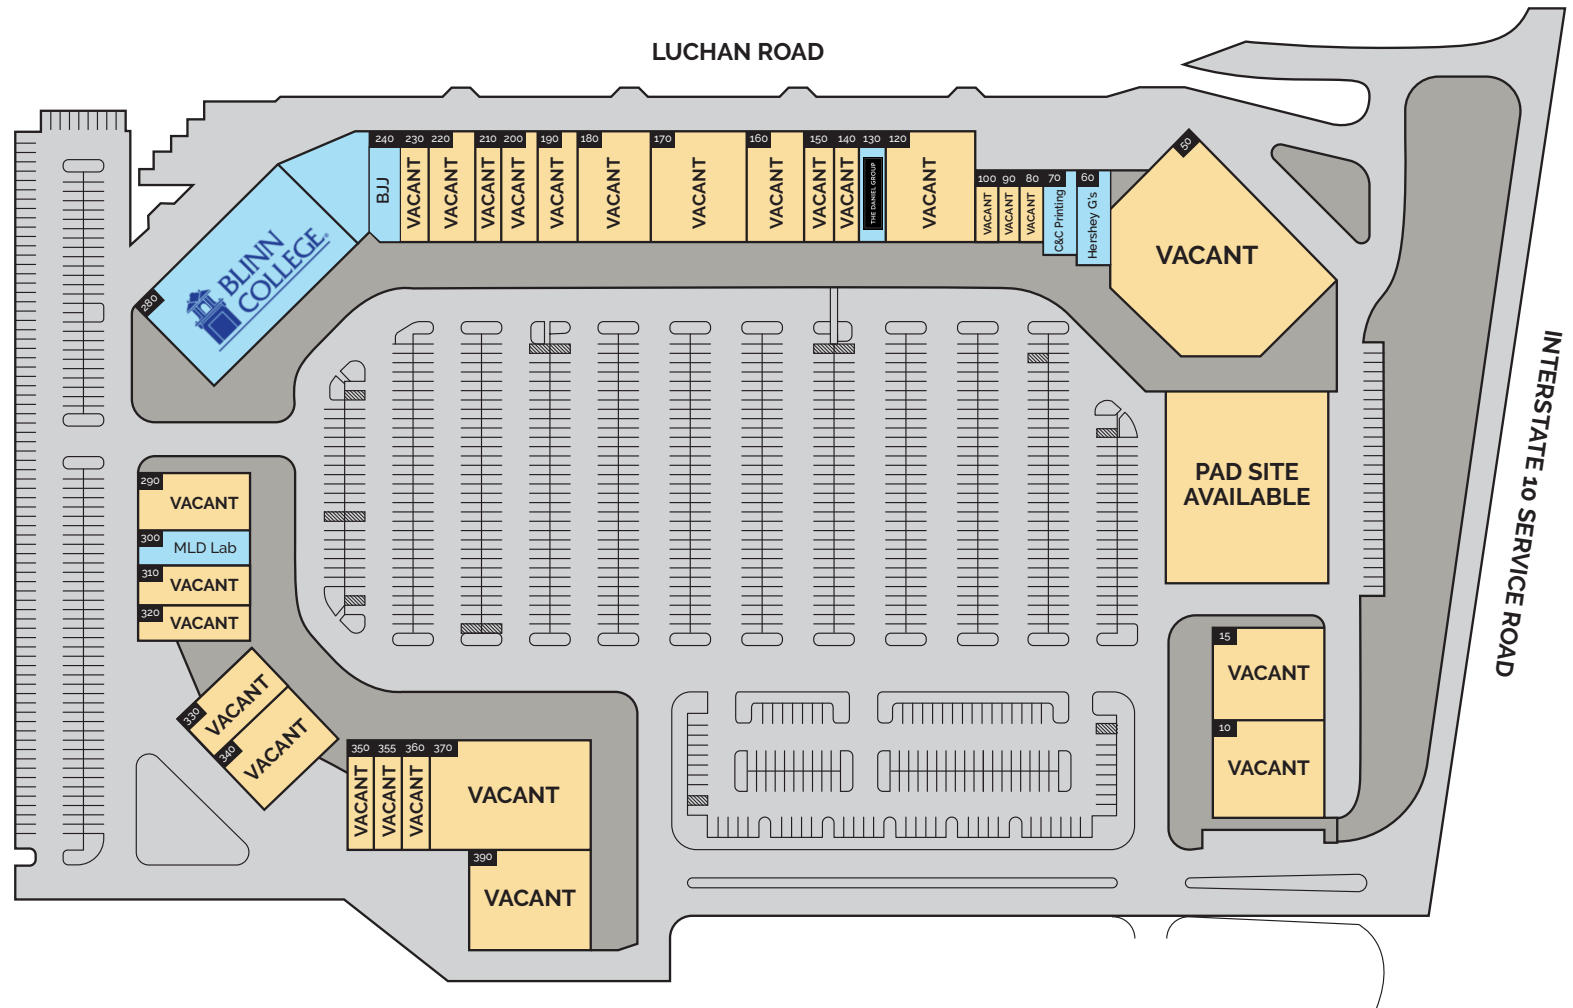 LUCHAN ROAD
INTERSTATE 10 SERVICE ROAD
280
BLINN
COLLEGE
240
BJJ
230
VACANT
220
VACANT
210
VACANT
200
VACANT
190
VACANT
180
VACANT
170
VACANT
160
VACANT
150
VACANT
140
VACANT
130
THE DANIEL GROUP
120
VACANT
100
VACANT
90
VACANT
80
VACANT
70
C&C Printing
60
Hershey G's
50
VACANT
PAD SITE
AVAILABLE
15
VACANT
10
VACANT
290
VACANT
300
MLD Lab
310
VACANT
320
VACANT
330
VACANT
340
VACANT
350
VACANT
355
VACANT
360
VACANT
370
VACANT
390
VACANT